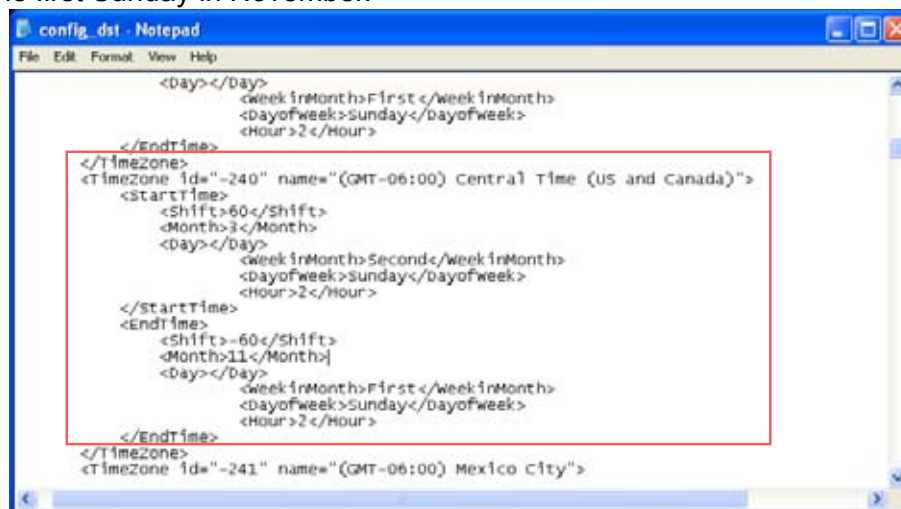 ne first Sunday in November.
config_dst - Notepad
File Edit Format View Help
<Day></Day>
<WeekinMonth>First</WeekinMonth>
<DayofWeek>Sunday</DayofWeek>
<Hour>2</Hour>
</EndTime>
</TimeZone>
<TimeZone id="-240" name="(GMT-06:00) Central Time (US and Canada)">
<StartTime>
<Shift>60</Shift>
<Month>3</Month>
<Day></Day>
<WeekinMonth>Second</WeekinMonth>
<DayofWeek>Sunday</DayofWeek>
<Hour>2</Hour>
</StartTime>
<EndTime>
<Shift>-60</Shift>
<Month>11</Month>
<Day></Day>
<WeekinMonth>First</WeekinMonth>
<DayofWeek>Sunday</DayofWeek>
<Hour>2</Hour>
</EndTime>
</TimeZone>
<TimeZone id="-241" name="(GMT-06:00) Mexico City">